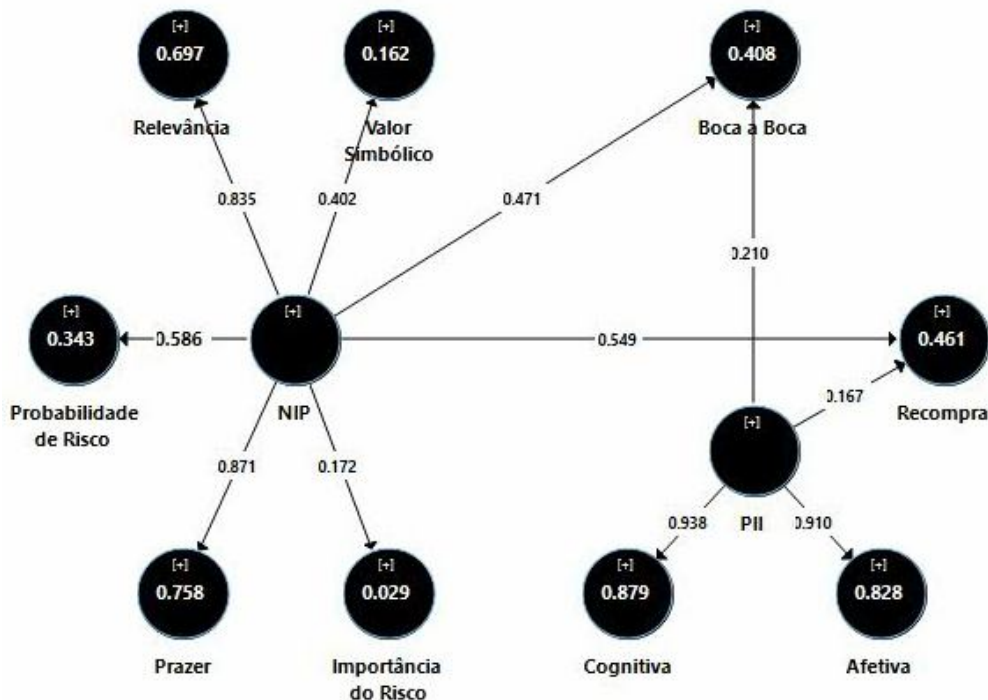 [+]
0.697
Relevância
[+]
0.162
Valor
Simbólico
[+]
0.408
Boca a Boca
0.835
0.402
0.471
0.210
[+]
0.343
Probabilidade
de Risco
0.586
[+]
NIP
0.549
[+]
0.461
Recompra
0.167
[+]
PII
0.871
0.172
0.938
0.910
[+]
0.758
Prazer
[+]
0.029
Importância
do Risco
[+]
0.879
Cognitiva
[+]
0.828
Afetiva